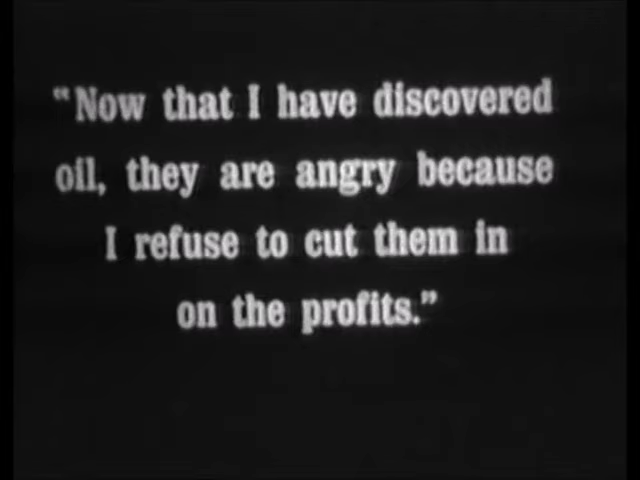 "Now that I have discovered
oil, they are angry because
I refuse to cut them in
on the profits."